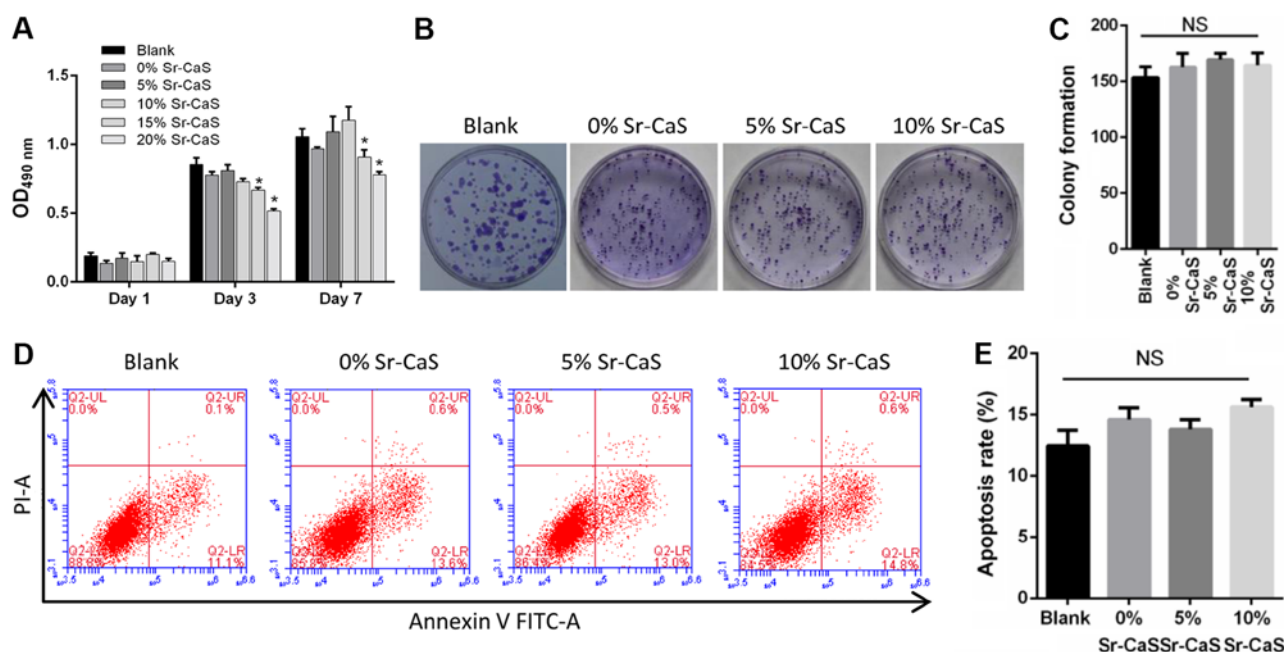 A
Blank
0% Sr-CaS
5% Sr-CaS
10% Sr-CaS
15% Sr-CaS
20% Sr-CaS
OD490 nm
1.5
1.0
0.5
0.0
* *
* *
Day 1 Day 3 Day 7
B
Blank 0% Sr-CaS 5% Sr-CaS 10% Sr-CaS
C
NS
Colony formation
200
150
100
50
0
Blank
0% Sr-CaS
5% Sr-CaS
10% Sr-CaS
D
Blank 0% Sr-CaS 5% Sr-CaS 10% Sr-CaS
PI-A
Q2-UL Q2-UR Q2-UL Q2-UR Q2-UL Q2-UR Q2-UL Q2-UR
0.0% 0.1% 0.0% 0.6% 0.0% 0.5% 0.0% 0.6%
Q2-LR Q2-LR Q2-LR Q2-LR
11.1% 13.6% 13.0% 14.8%
Annexin V FITC-A
E
NS
Apoptosis rate (%)
20
15
10
5
0
Blank 0% 5% 10%
Sr-CaS Sr-CaS Sr-CaS